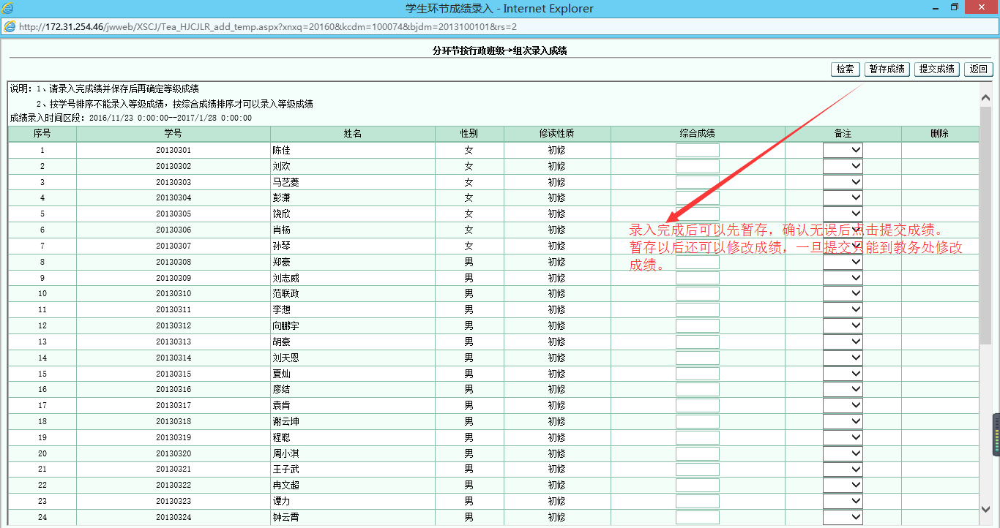 学生环节成绩录入 - Internet Explorer
http://172.31.254.46/jwweb/XSCJ/Tea_HJCJLR_add_temp.aspx?xnxq=20160&kcdm=100074&bjdm=2013100101&rs=2
分环节按行政班级→组次录入成绩
检索 暂存成绩 提交成绩 返回
说明：1、请录入完成绩并保存后再确定等级成绩
2、按学号排序不能录入等级成绩，按综合成绩排序才可以录入等级成绩
成绩录入时间区段：2016/11/23 0:00:00--2017/1/28 0:00:00
序号 学号 姓名 性别 修读性质 综合成绩 备注 删除
1 20130301 陈佳 女 初修
2 20130302 刘欢 女 初修
3 20130303 马艺菱 女 初修
4 20130304 彭潇 女 初修
5 20130305 饶欣 女 初修
6 20130306 肖杨 女 初修
录入完成后可以先暂存，确认无误后点击提交成绩。
7 20130307 孙琴 女 初修
暂存以后还可以修改成绩，一旦提交只能到教务处修改
成绩。
8 20130308 郑豪 男 初修
9 20130309 刘志威 男 初修
10 20130310 范联政 男 初修
11 20130311 李想 男 初修
12 20130312 向鹏宇 男 初修
13 20130313 胡豪 男 初修
14 20130314 刘天恩 男 初修
15 20130315 夏灿 男 初修
16 20130316 廖结 男 初修
17 20130317 袁肯 男 初修
18 20130318 谢云坤 男 初修
19 20130319 程聪 男 初修
20 20130320 周小淇 男 初修
21 20130321 王子武 男 初修
22 20130322 冉文超 男 初修
23 20130323 谭力 男 初修
24 20130324 钟云霄 男 初修